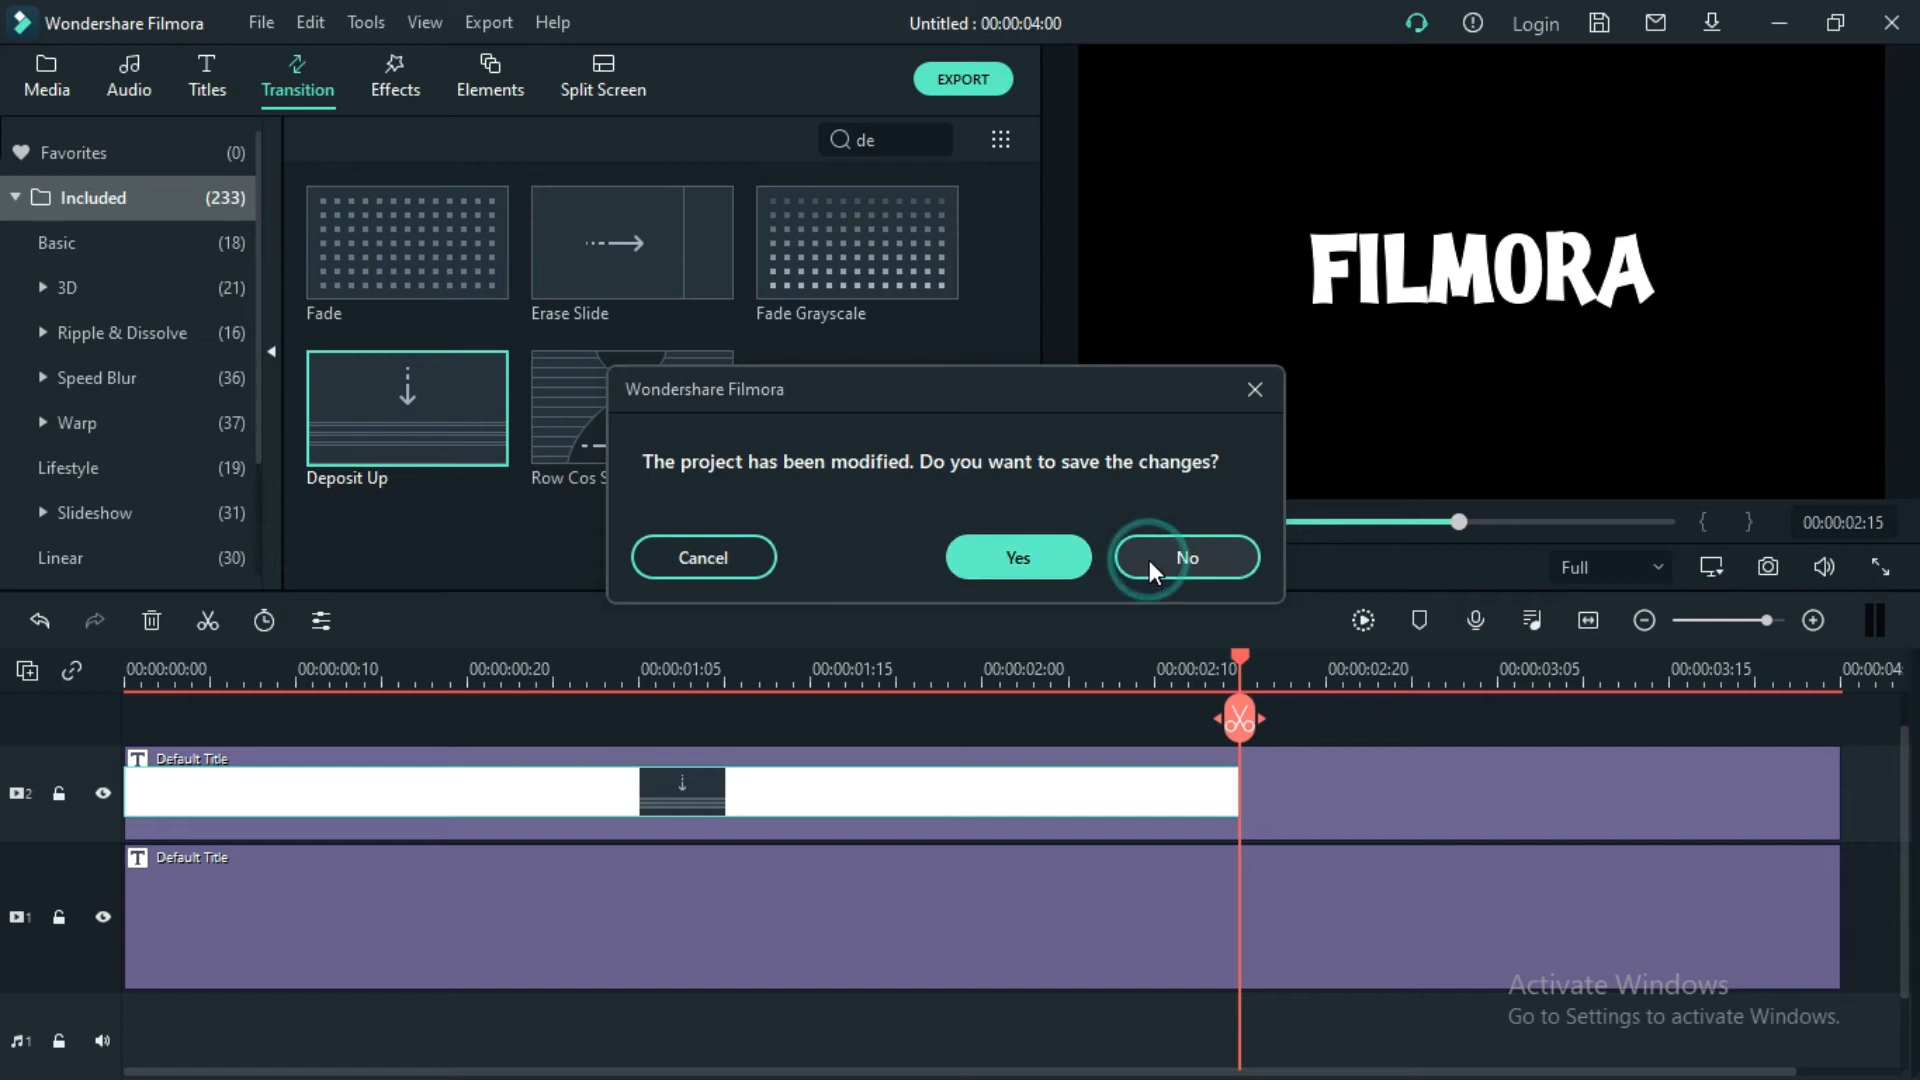 Wondershare Filmora File Edit Tools View Export Help Untitled : 00:00:04:00 Login
Media Audio Titles Transition Effects Elements Split Screen EXPORT
de
Favorites (0)
Included (233)
Basic (18)
3D (21)
Ripple & Dissolve (16)
Speed Blur (36)
Warp (37)
Lifestyle (19)
Slideshow (31)
Linear (30)
Fade Erase Slide Fade Grayscale
Deposit Up Row Cos S
FILMORA
Wondershare Filmora
The project has been modified. Do you want to save the changes?
Cancel Yes No
00:00:02:15
Full
00:00:00:00 00:00:00:10 00:00:00:20 00:00:01:05 00:00:01:15 00:00:02:00 00:00:02:10 00:00:02:20 00:00:03:05 00:00:03:15 00:00:04
T Default Title
2
T Default Title
1
1
Activate Windows
Go to Settings to activate Windows.